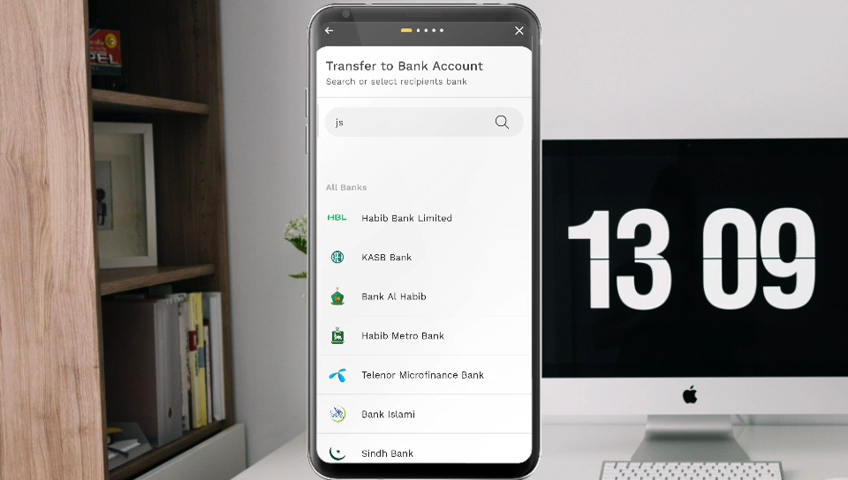 Transfer to Bank Account
Search or select recipients bank
js
All Banks
HBL Habib Bank Limited
KASB Bank
Bank Al Habib
Habib Metro Bank
Telenor Microfinance Bank
Bank Islami
Sindh Bank
13 09
PEL